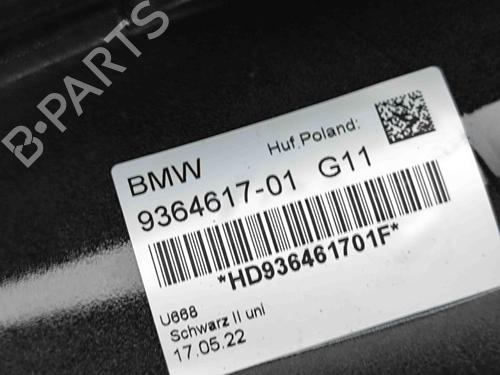 B-PARTS
BMW
Huf Poland:
9364617-01 G11
*HD936461701F*
U668
Schwarz II uni
17.05.22